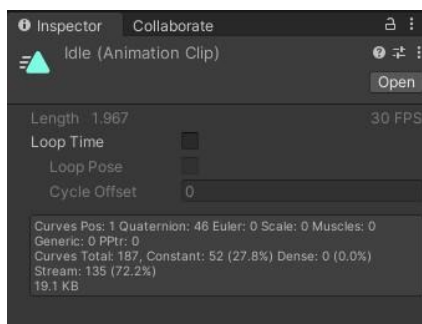 Inspector Collaborate
Idle (Animation Clip)
Open
Length 1.967 30 FPS
Loop Time
Loop Pose
Cycle Offset 0
Curves Pos: 1 Quaternion: 46 Euler: 0 Scale: 0 Muscles: 0
Generic: 0 PPtr: 0
Curves Total: 187, Constant: 52 (27.8%) Dense: 0 (0.0%)
Stream: 135 (72.2%)
19.1 KB